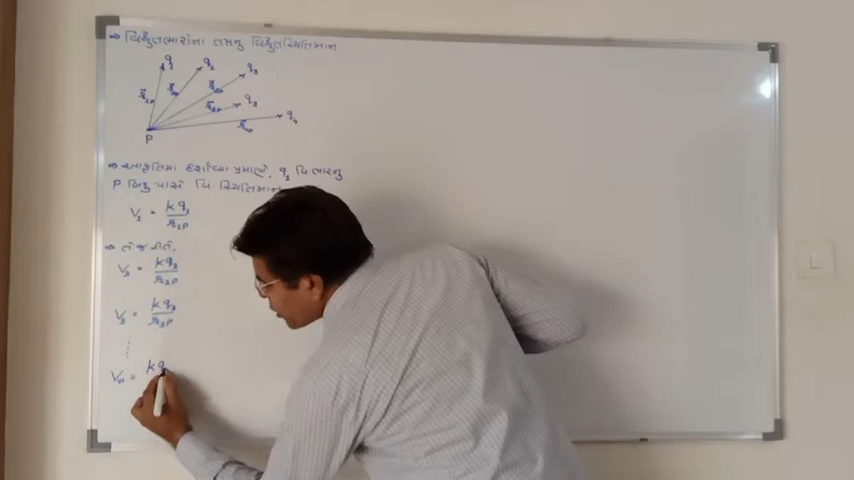 ⇒ વિદ્યુતભારોના તંત્રનું વિદ્યુતસ્થિતિમાન
q₁ q₂ q₃
q₃
qₙ
P
⇒ આકૃતિમાં દર્શાવ્યા પ્રમાણે, q₁ વિ.ભારનું
P બિંદુ પાસે વિ. સ્થિતિમાન
V₁ = kq₁/r₁P
⇒ તેજ રીતે,
V₂ = kq₂/r₂P
V₃ = kq₃/r₃P
Vₙ = kq